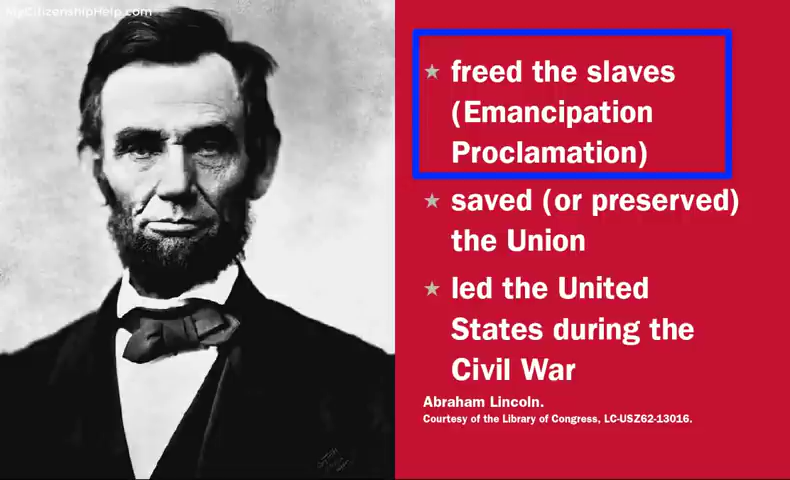 MyCitizenshipHelp.com
★ freed the slaves
(Emancipation
Proclamation)
★ saved (or preserved)
the Union
★ led the United
States during the
Civil War
Abraham Lincoln.
Courtesy of the Library of Congress, LC-USZ62-13016.